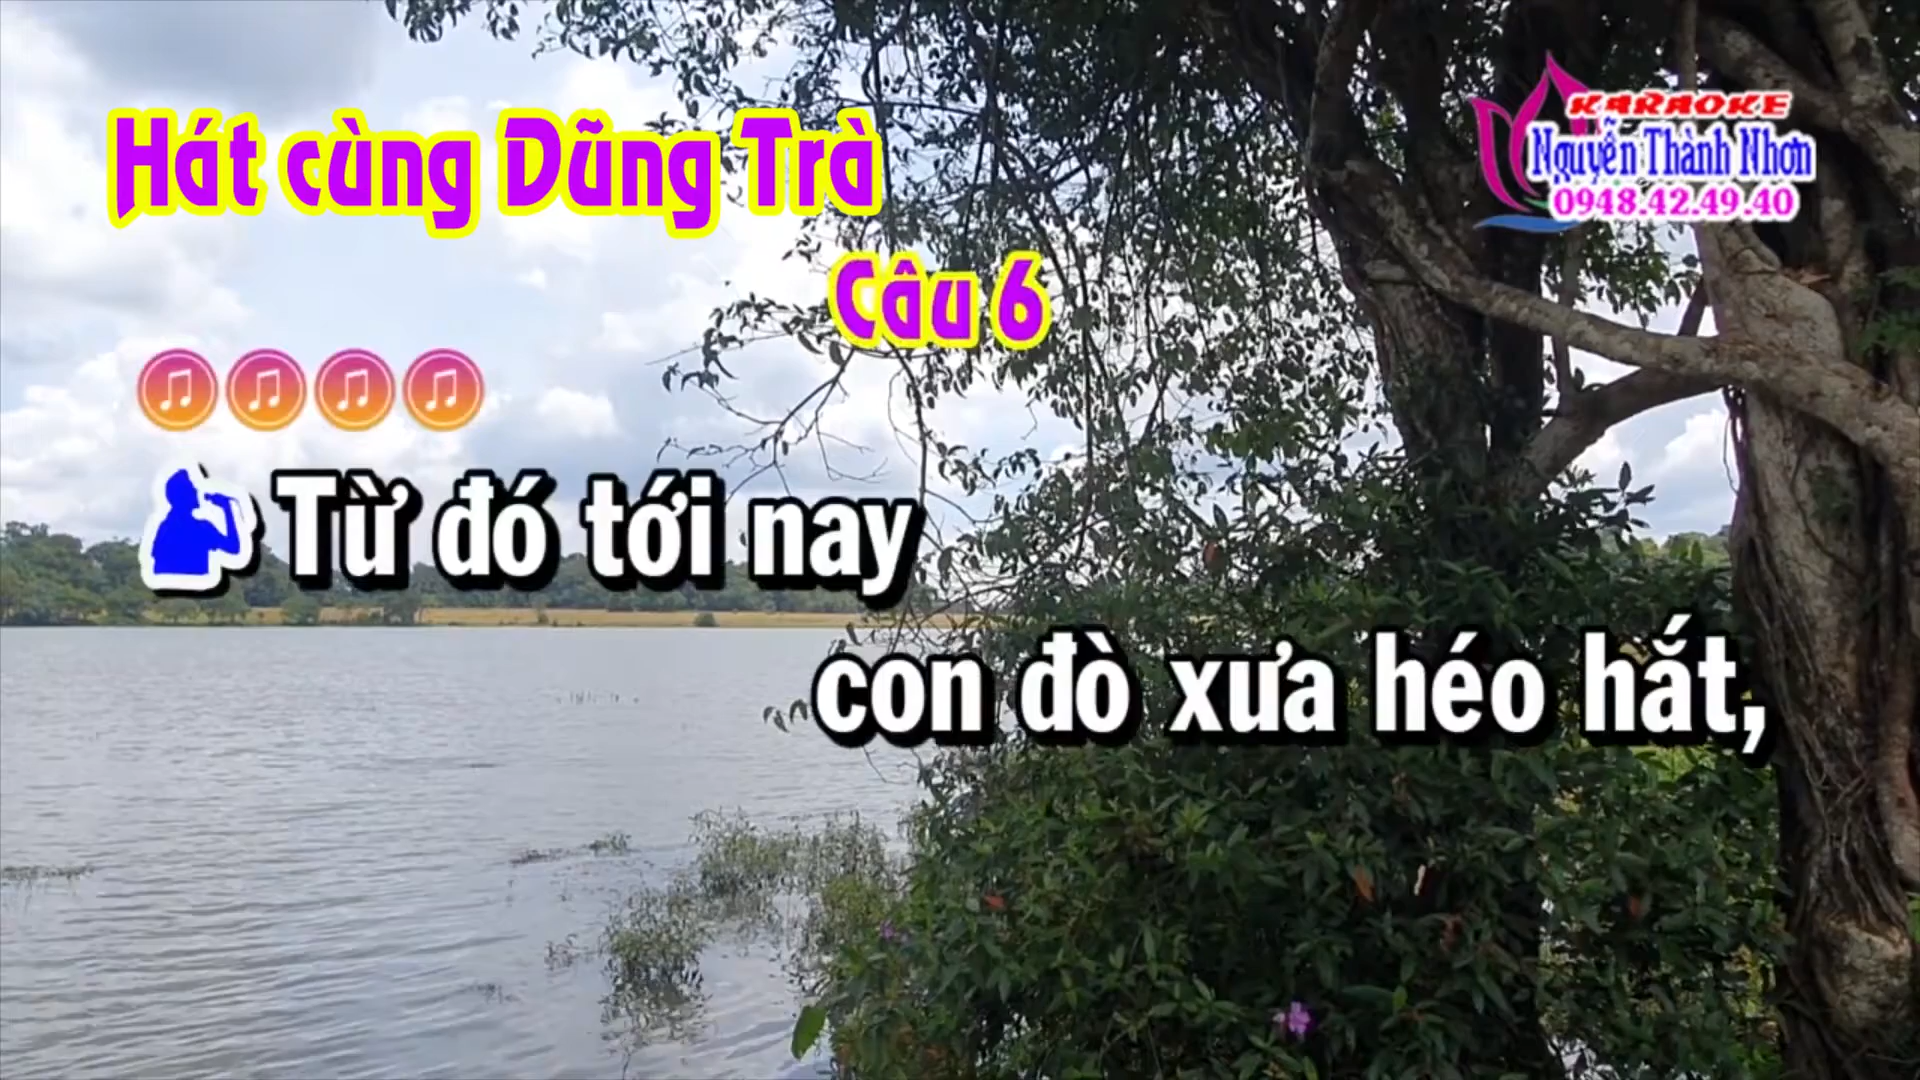 Hát cùng Dũng Trà
KARAOKE
Nguyễn Thành Nhơn
0948.42.49.40
Câu 6
Từ đó tới nay
con đò xưa héo hắt,